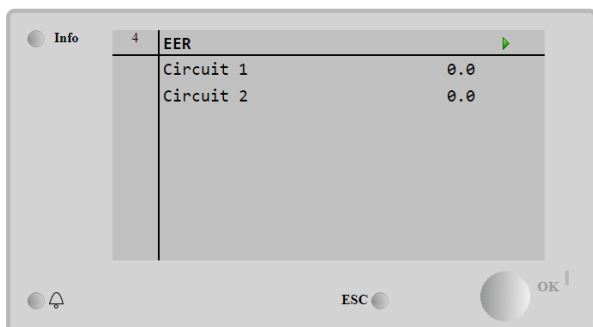 Info
4 EER
Circuit 1 0.0
Circuit 2 0.0
ESC
OK